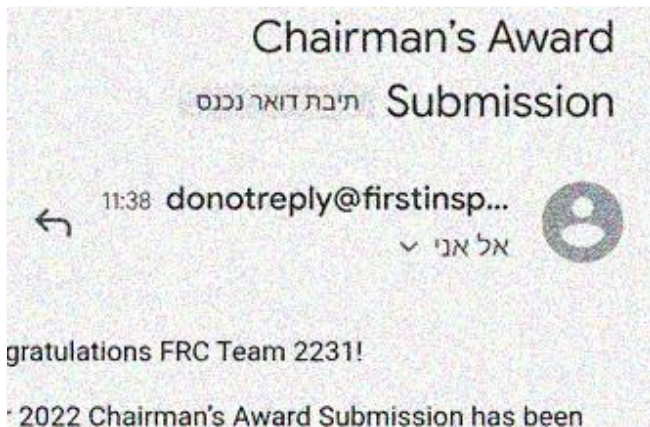 Chairman's Award
Submission תיבת דואר נכנס
donotreply@firstinsp... 11:38
אל אני
gratulations FRC Team 2231!
2022 Chairman's Award Submission has been